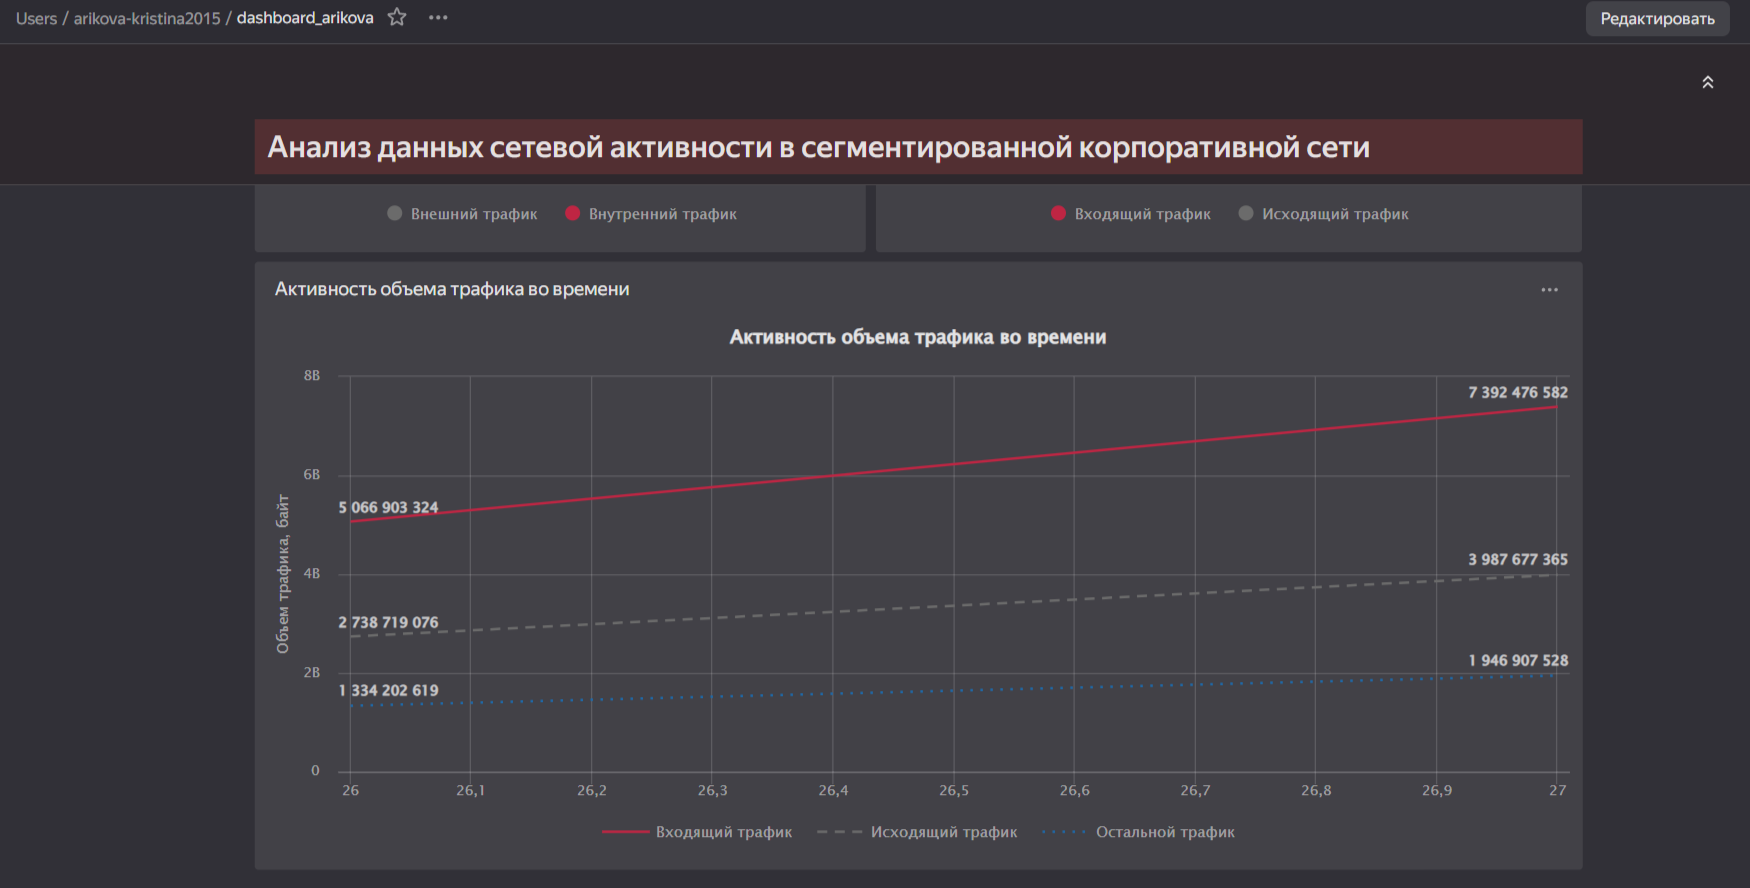 Users / arikova-kristina2015 / dashboard_arikova
Редактировать
Анализ данных сетевой активности в сегментированной корпоративной сети
Внешний трафик Внутренний трафик
Входящий трафик Исходящий трафик
Активность объема трафика во времени
Активность объема трафика во времени
8B
7 392 476 582
6B
5 066 903 324
Объем трафика, байт
3 987 677 365
4B
2 738 719 076
1 946 907 528
2B
1 334 202 619
0
26 26,1 26,2 26,3 26,4 26,5 26,6 26,7 26,8 26,9 27
Входящий трафик Исходящий трафик Остальной трафик